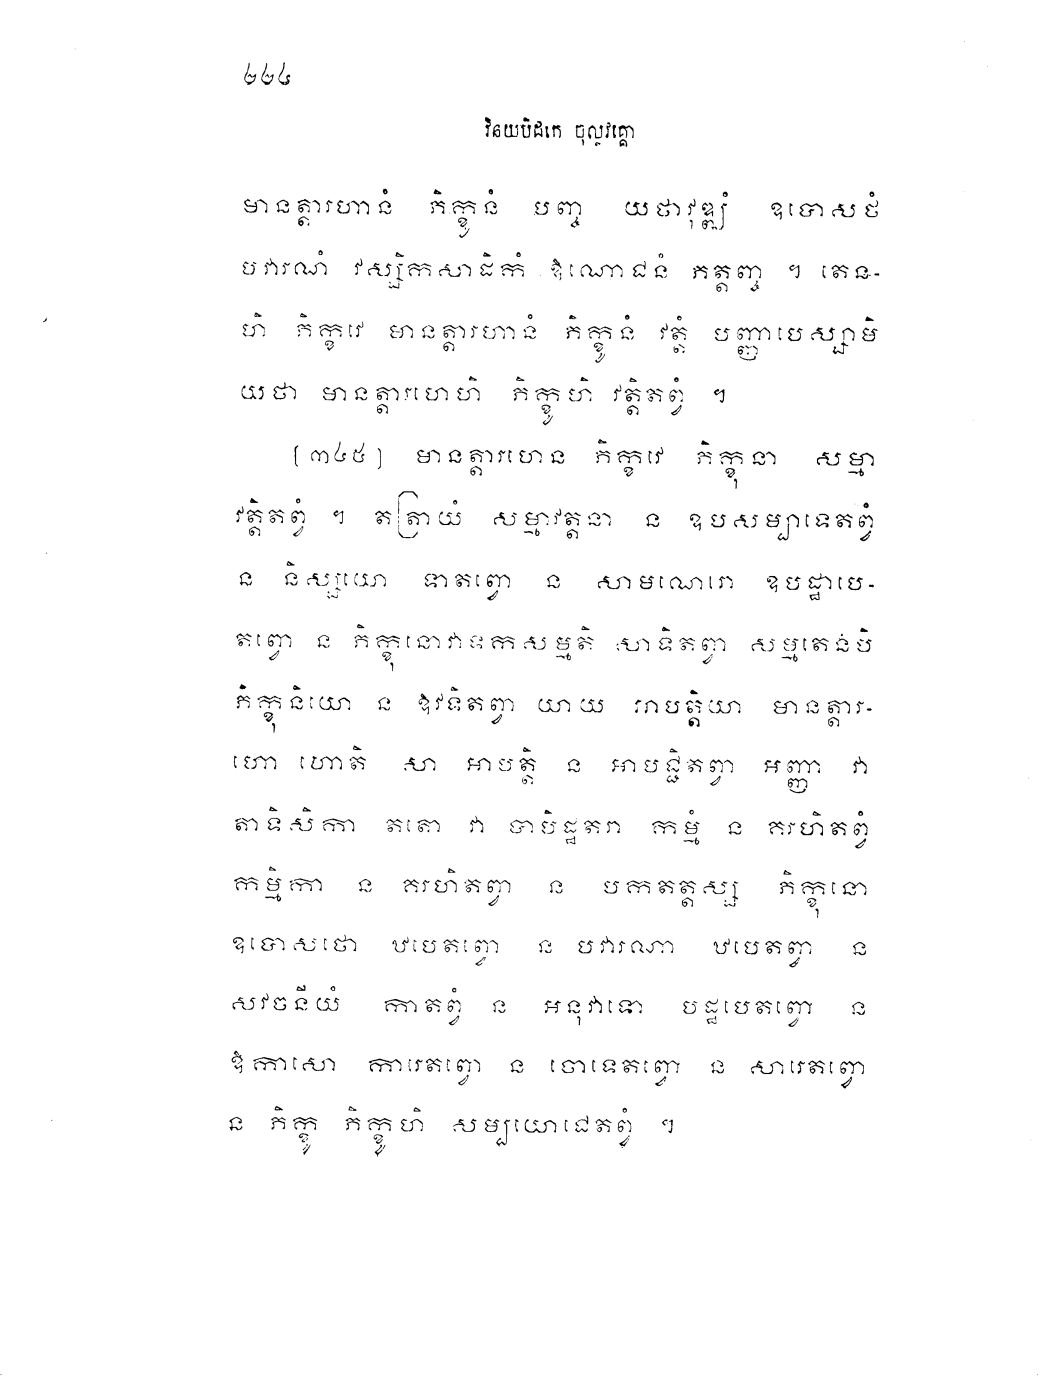 ២២៤
វិនយបិដកេ ចុល្លវគ្គោ
មានត្តារហានំ ភិក្ខូនំ បញ្ច យថាវុឌ្ឍំ ឧបោសថំ
បវារណំ វស្សិកសាដិកំ ឱណោជនំ ភត្តញ្ច ។ តេន-
ហិ ភិក្ខវេ មានត្តារហានំ ភិក្ខូនំ វត្តំ បញ្ញាបេស្សាមិ
យថា មានត្តារហេហិ ភិក្ខូហិ វត្តិតព្វំ ។
[៣៤៥] មានត្តារហេន ភិក្ខវេ ភិក្ខុនា សម្មា
វត្តិតព្វំ ។ តត្រាយំ សម្មាវត្តនា ន ឧបសម្បាទេតព្វំ
ន និស្សយោ ទាតព្វោ ន សាមណេរោ ឧបដ្ឋាបេ-
តព្វោ ន ភិក្ខុនោវាទកសម្មតិ សាទិតព្វា សម្មតេនបិ
ភិក្ខុនិយោ ន ឱវទិតព្វា យាយ អាបត្តិយា មានត្តារ-
ហោ ហោតិ សា អាបត្តិ ន អាបជ្ជិតព្វា អញ្ញា វា
តាទិសិកា តតោ វា បាបិដ្ឋតរា កម្មំ ន គរហិតព្វំ
កម្មិកា ន គរហិតព្វា ន បកតត្តស្ស ភិក្ខុនោ
ឧបោសថោ ឋបេតព្វោ ន បវារណា ឋបេតព្វា ន
សវចនីយំ កាតព្វំ ន អនុវាទោ បដ្ឋបេតព្វោ ន
ឱកាសោ ការេតព្វោ ន ចោទេតព្វោ ន សារេតព្វោ
ន ភិក្ខូ ភិក្ខូហិ សម្បយោជេតព្វំ ។